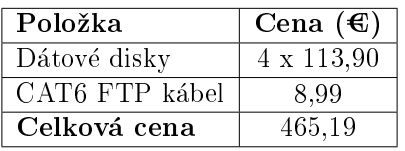 Položka Cena (€)
Dátové disky 4 x 113,90
CAT6 FTP kábel 8,99
Celková cena 465,19